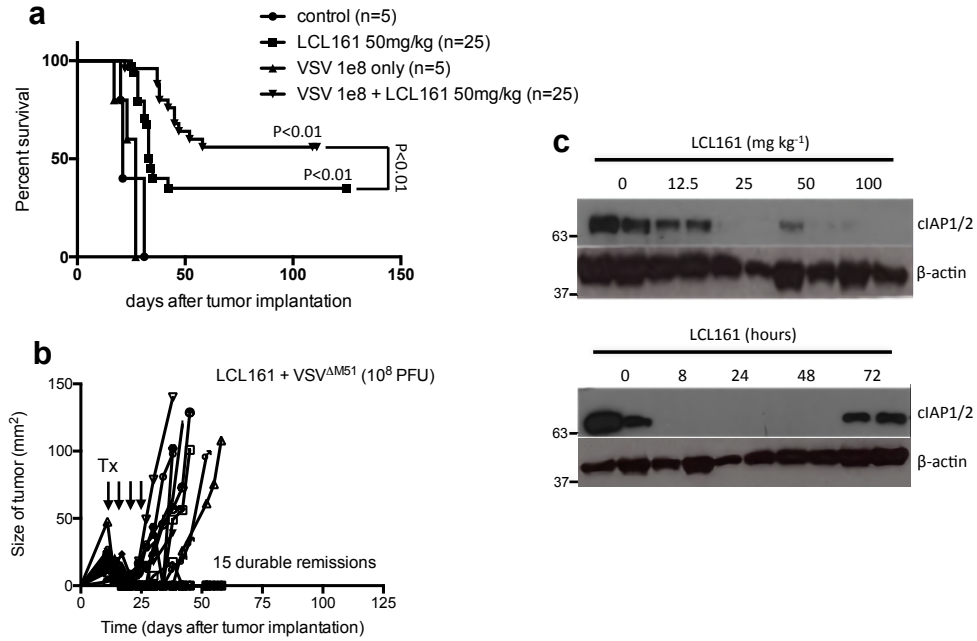 a
control (n=5)
LCL161 50mg/kg (n=25)
VSV 1e8 only (n=5)
VSV 1e8 + LCL161 50mg/kg (n=25)
Percent survival
100
50
0
P<0.01
P<0.01
P<0.01
0 50 100 150
days after tumor implantation
b
LCL161 + VSVΔM51 (10⁸ PFU)
Size of tumor (mm²)
150
100
50
0
Tx
15 durable remissions
0 25 50 75 100 125
Time (days after tumor implantation)
c
LCL161 (mg kg⁻¹)
0 12.5 25 50 100
cIAP1/2
63
β-actin
37
LCL161 (hours)
0 8 24 48 72
cIAP1/2
63
β-actin
37